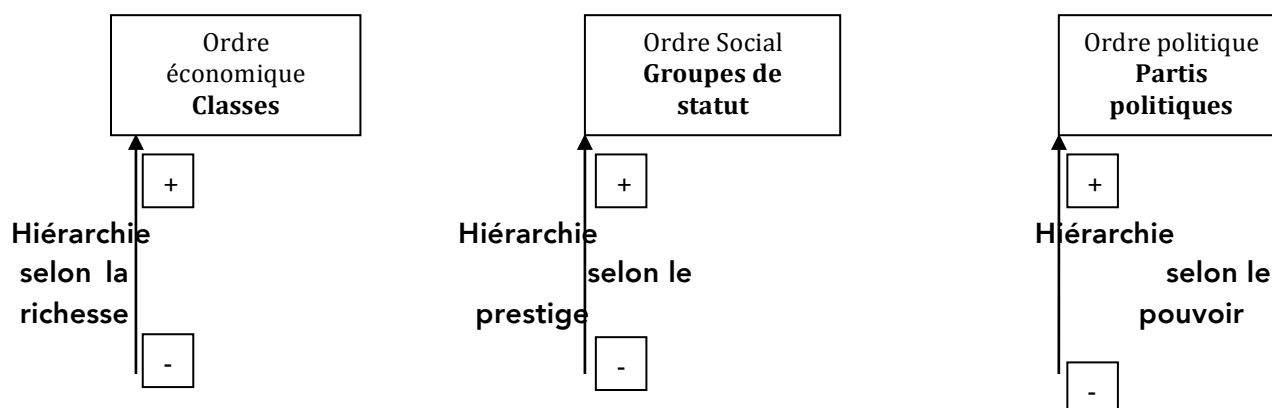 Ordre
économique
Classes
+
Hiérarchie
selon la
richesse
-
Ordre Social
Groupes de
statut
+
Hiérarchie
selon le
prestige
-
Ordre politique
Partis
politiques
+
Hiérarchie
selon le
pouvoir
-